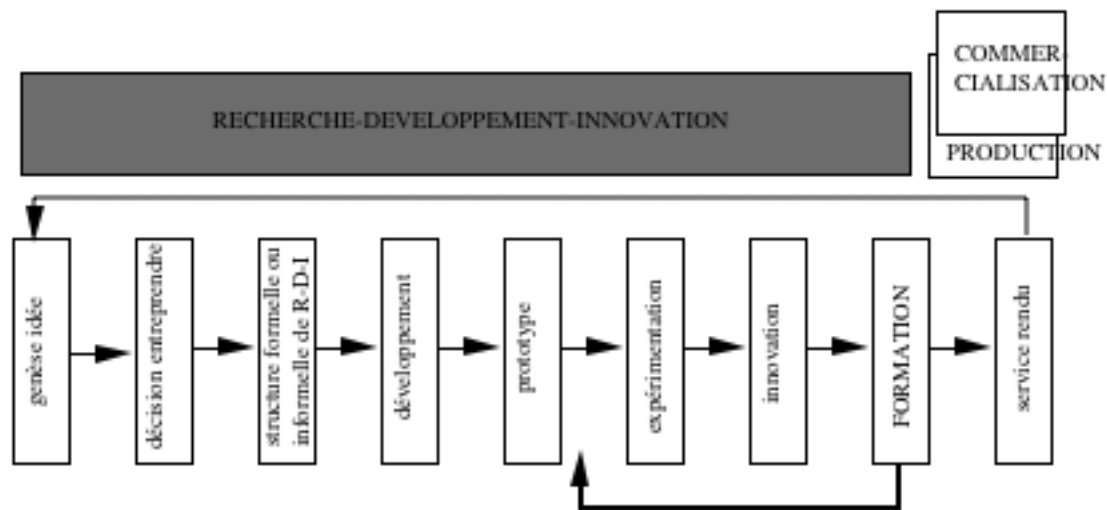 COMMER-
CIALISATION
RECHERCHE-DEVELOPPEMENT-INNOVATION
PRODUCTION
genèse idée
décision entreprendre
structure formelle ou
informelle de R-D-I
développement
prototype
expérimentation
innovation
FORMATION
service rendu